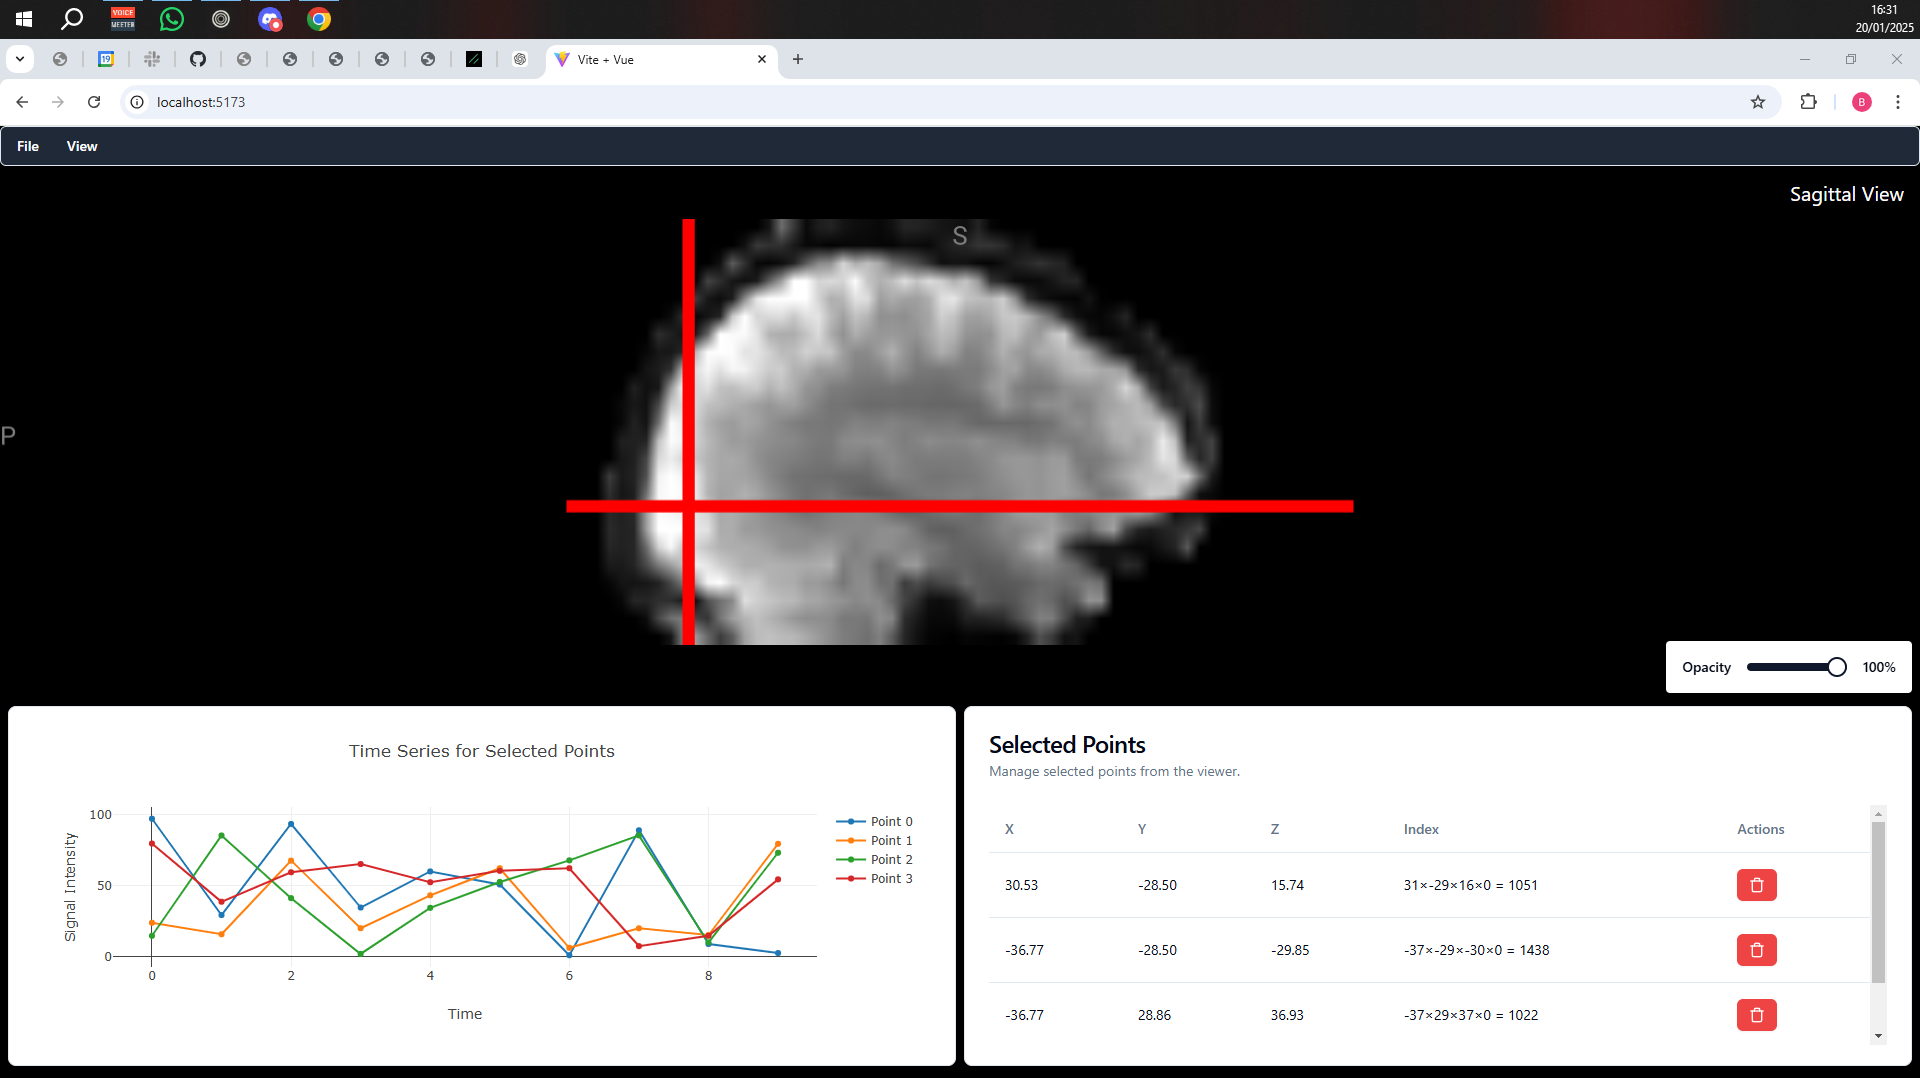 16:31
20/01/2025
VOICE
MEETER
19
Vite + Vue
localhost:5173
B
File
View
Sagittal View
S
P
Opacity
100%
Time Series for Selected Points
100
50
0
Signal Intensity
0 2 4 6 8
Time
Point 0
Point 1
Point 2
Point 3
Selected Points
Manage selected points from the viewer.
X Y Z Index Actions
30.53 -28.50 15.74 31×-29×16×0 = 1051
-36.77 -28.50 -29.85 -37×-29×-30×0 = 1438
-36.77 28.86 36.93 -37×29×37×0 = 1022